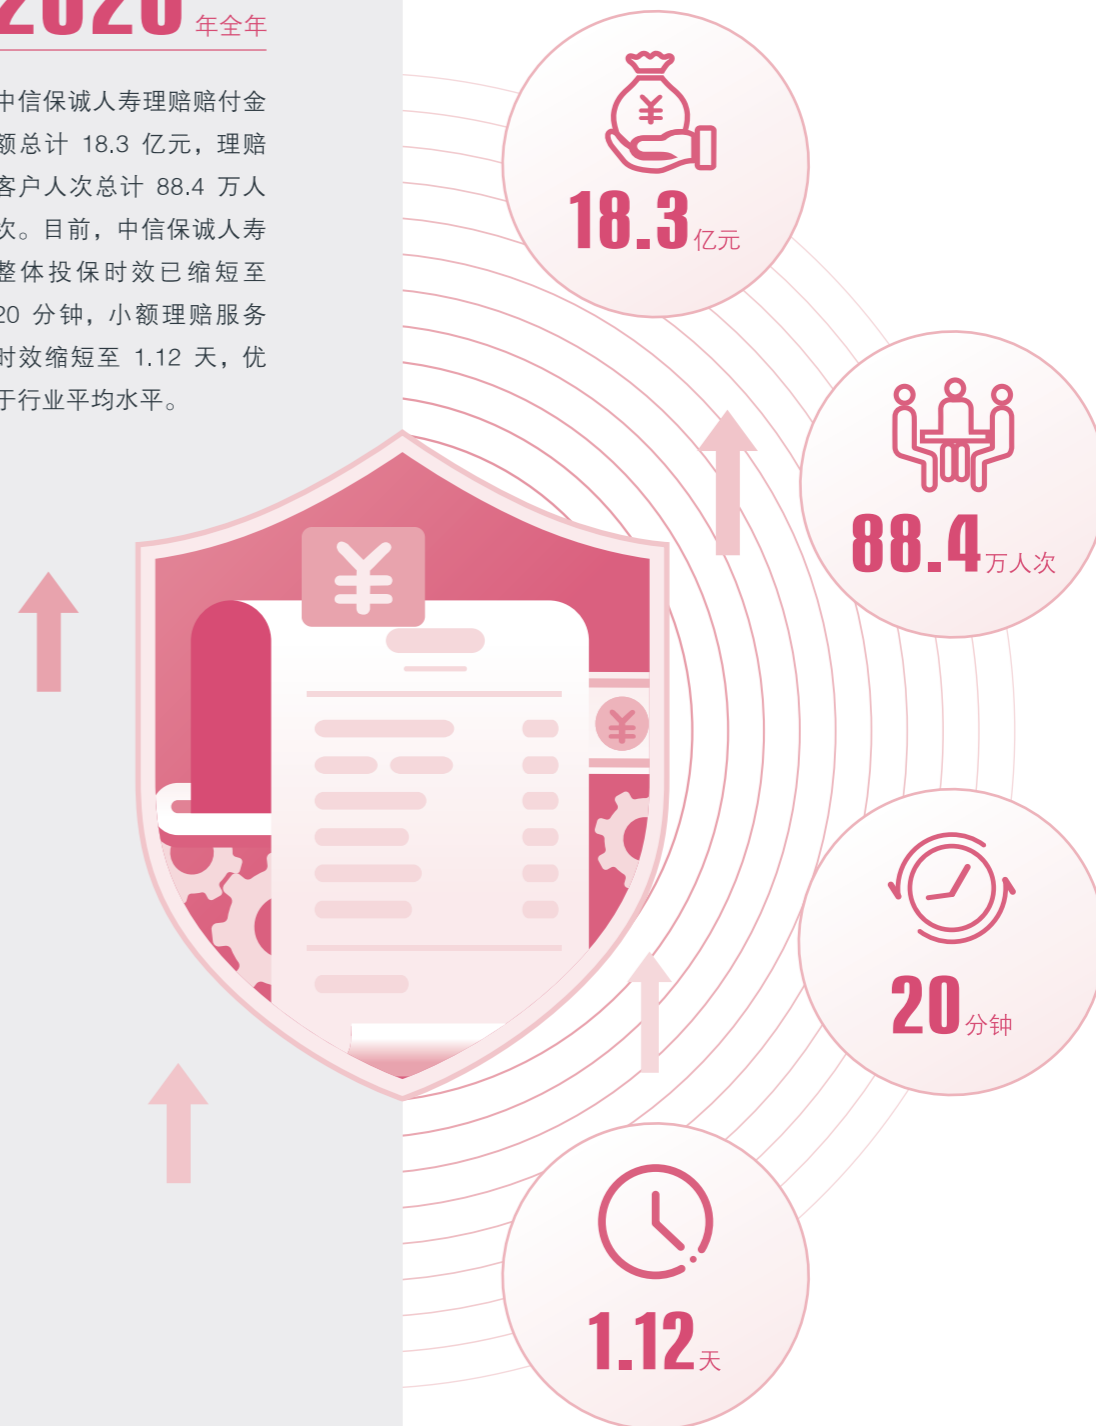 2020 年全年
中信保诚人寿理赔赔付金
额总计 18.3 亿元，理赔
客户人次总计 88.4 万人
次。目前，中信保诚人寿
整体投保时效已缩短至
20 分钟，小额理赔服务
时效缩短至 1.12 天，优
于行业平均水平。
¥
18.3 亿元
88.4 万人次
¥
¥
20 分钟
1.12 天